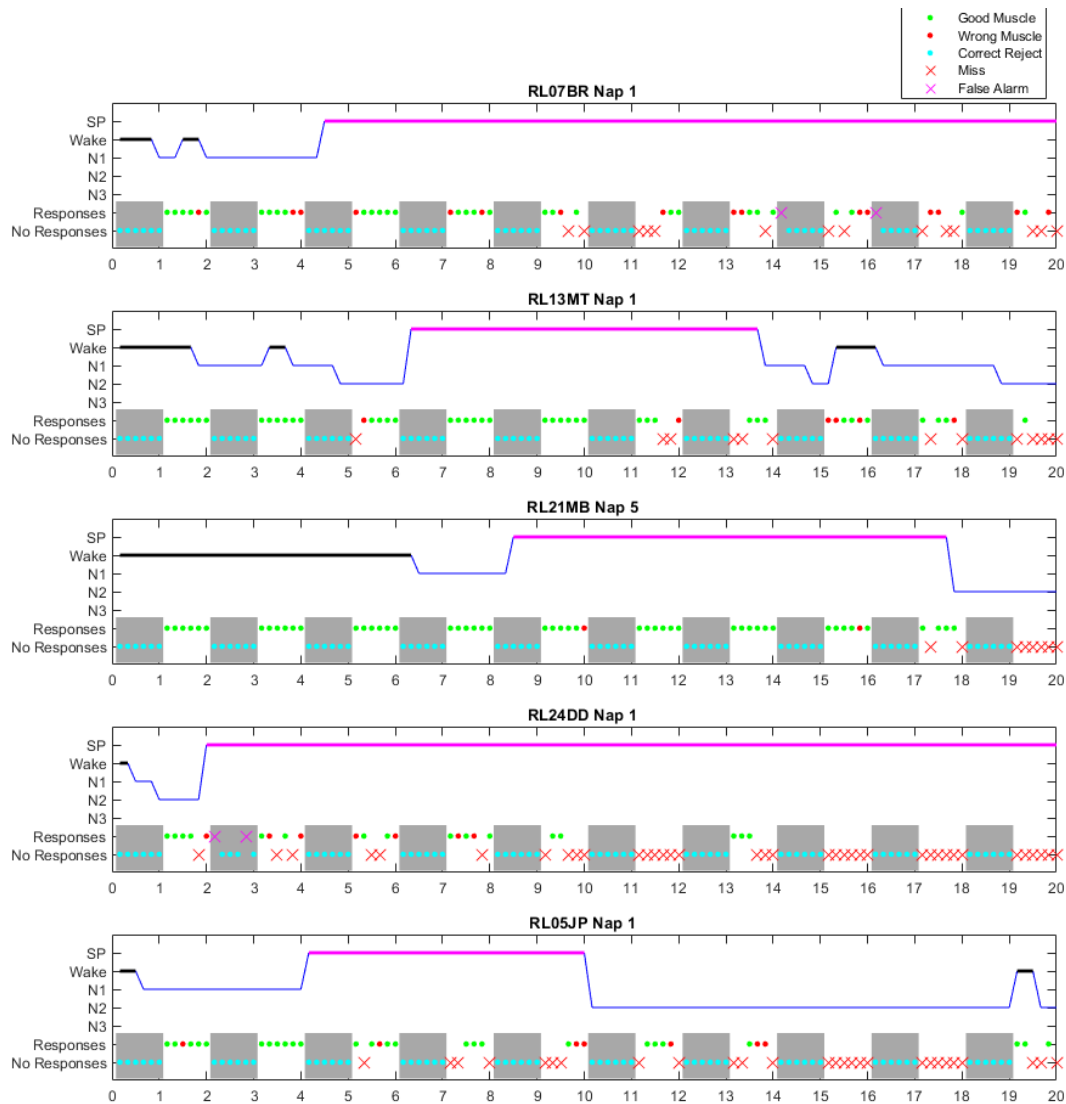 Good Muscle
Wrong Muscle
Correct Reject
Miss
False Alarm
RL07BR Nap 1
SP
Wake
N1
N2
N3
Responses
No Responses
0 1 2 3 4 5 6 7 8 9 10 11 12 13 14 15 16 17 18 19 20
RL13MT Nap 1
SP
Wake
N1
N2
N3
Responses
No Responses
0 1 2 3 4 5 6 7 8 9 10 11 12 13 14 15 16 17 18 19 20
RL21MB Nap 5
SP
Wake
N1
N2
N3
Responses
No Responses
0 1 2 3 4 5 6 7 8 9 10 11 12 13 14 15 16 17 18 19 20
RL24DD Nap 1
SP
Wake
N1
N2
N3
Responses
No Responses
0 1 2 3 4 5 6 7 8 9 10 11 12 13 14 15 16 17 18 19 20
RL05JP Nap 1
SP
Wake
N1
N2
N3
Responses
No Responses
0 1 2 3 4 5 6 7 8 9 10 11 12 13 14 15 16 17 18 19 20